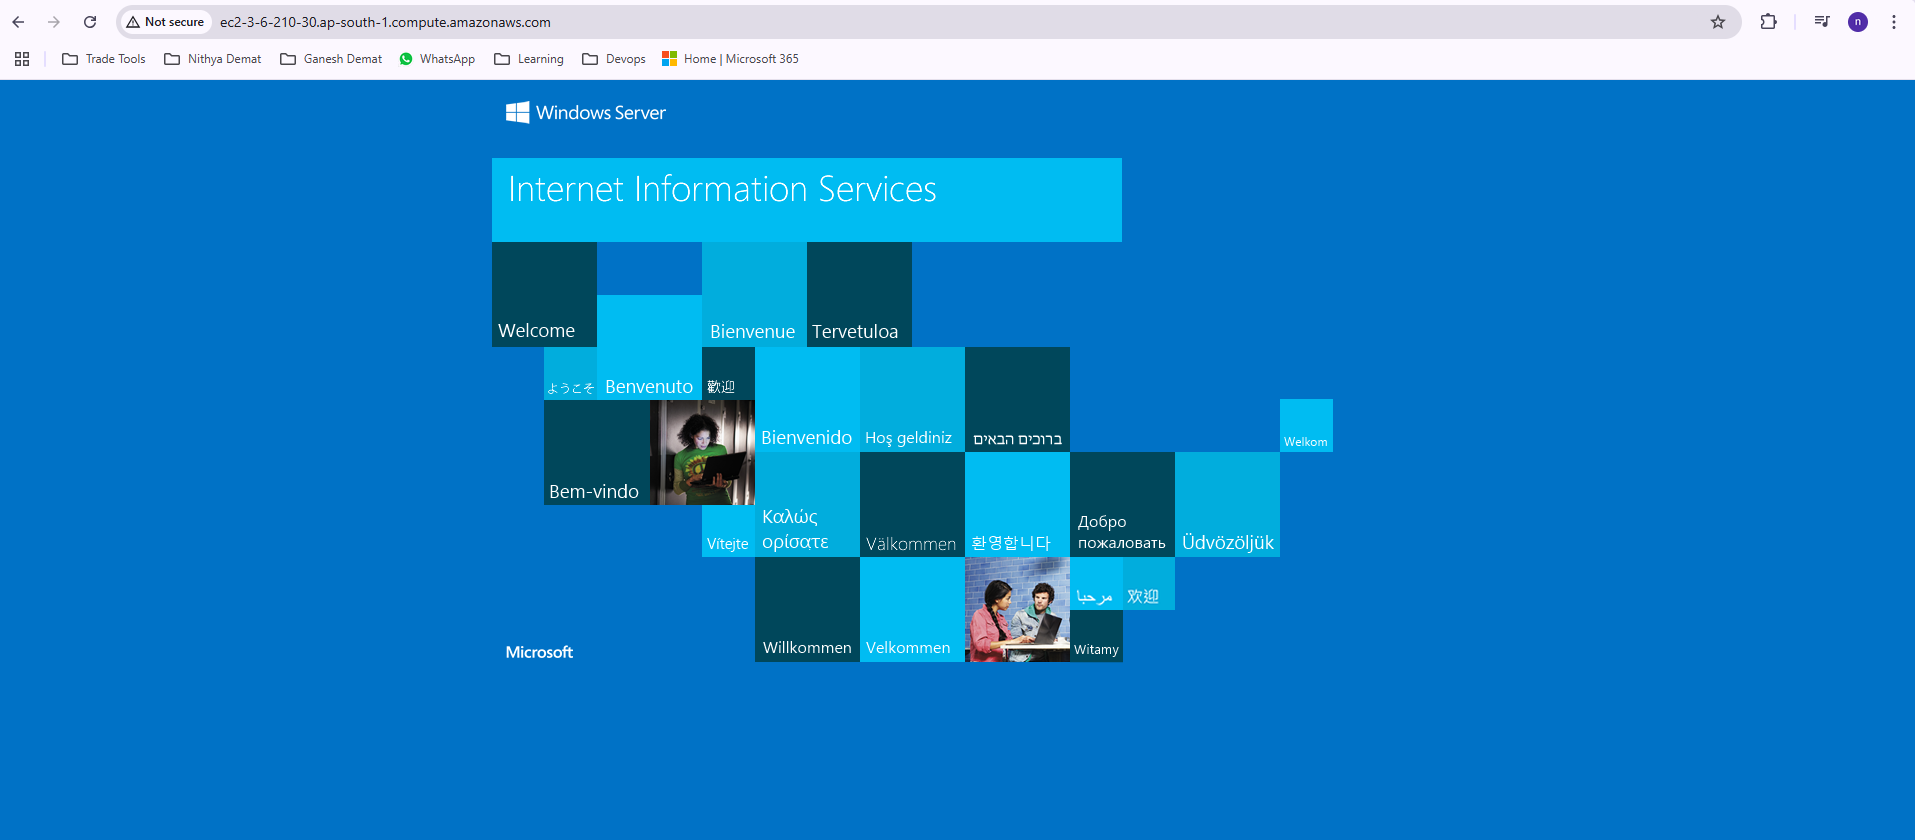 Not secure
ec2-3-6-210-30.ap-south-1.compute.amazonaws.com
n
Trade Tools
Nithya Demat
Ganesh Demat
WhatsApp
Learning
Devops
Home | Microsoft 365
Windows Server
Internet Information Services
Welcome
Bienvenue
Tervetuloa
ようこそ
Benvenuto
歡迎
Bienvenido
Hoş geldiniz
ברוכים הבאים
Welkom
Bem-vindo
Vítejte
Καλώς
ορίσατε
Välkommen
환영합니다
Добро
пожаловать
Üdvözöljük
Microsoft
Willkommen
Velkommen
مرحبا
欢迎
Witamy